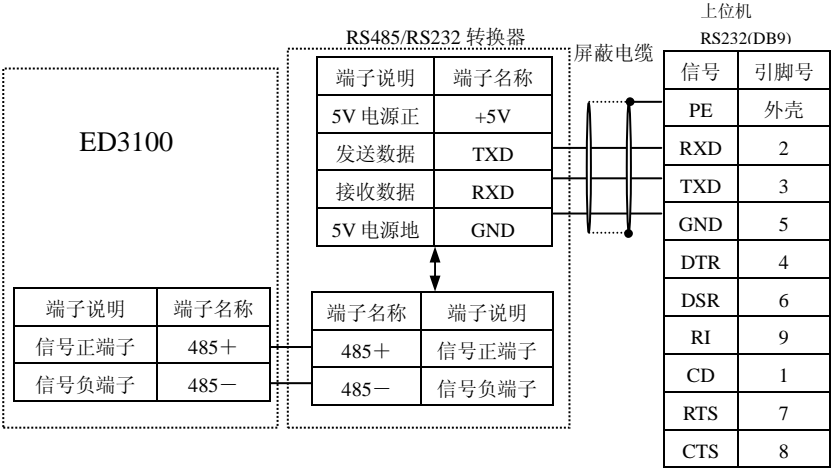 上位机
RS232(DB9)
RS485/RS232 转换器
屏蔽电缆
ED3100
端子说明 端子名称
5V 电源正 +5V
发送数据 TXD
接收数据 RXD
5V 电源地 GND
信号 引脚号
PE 外壳
RXD 2
TXD 3
GND 5
DTR 4
DSR 6
RI 9
CD 1
RTS 7
CTS 8
端子说明 端子名称
信号正端子 485＋
信号负端子 485－
端子名称 端子说明
485＋ 信号正端子
485－ 信号负端子